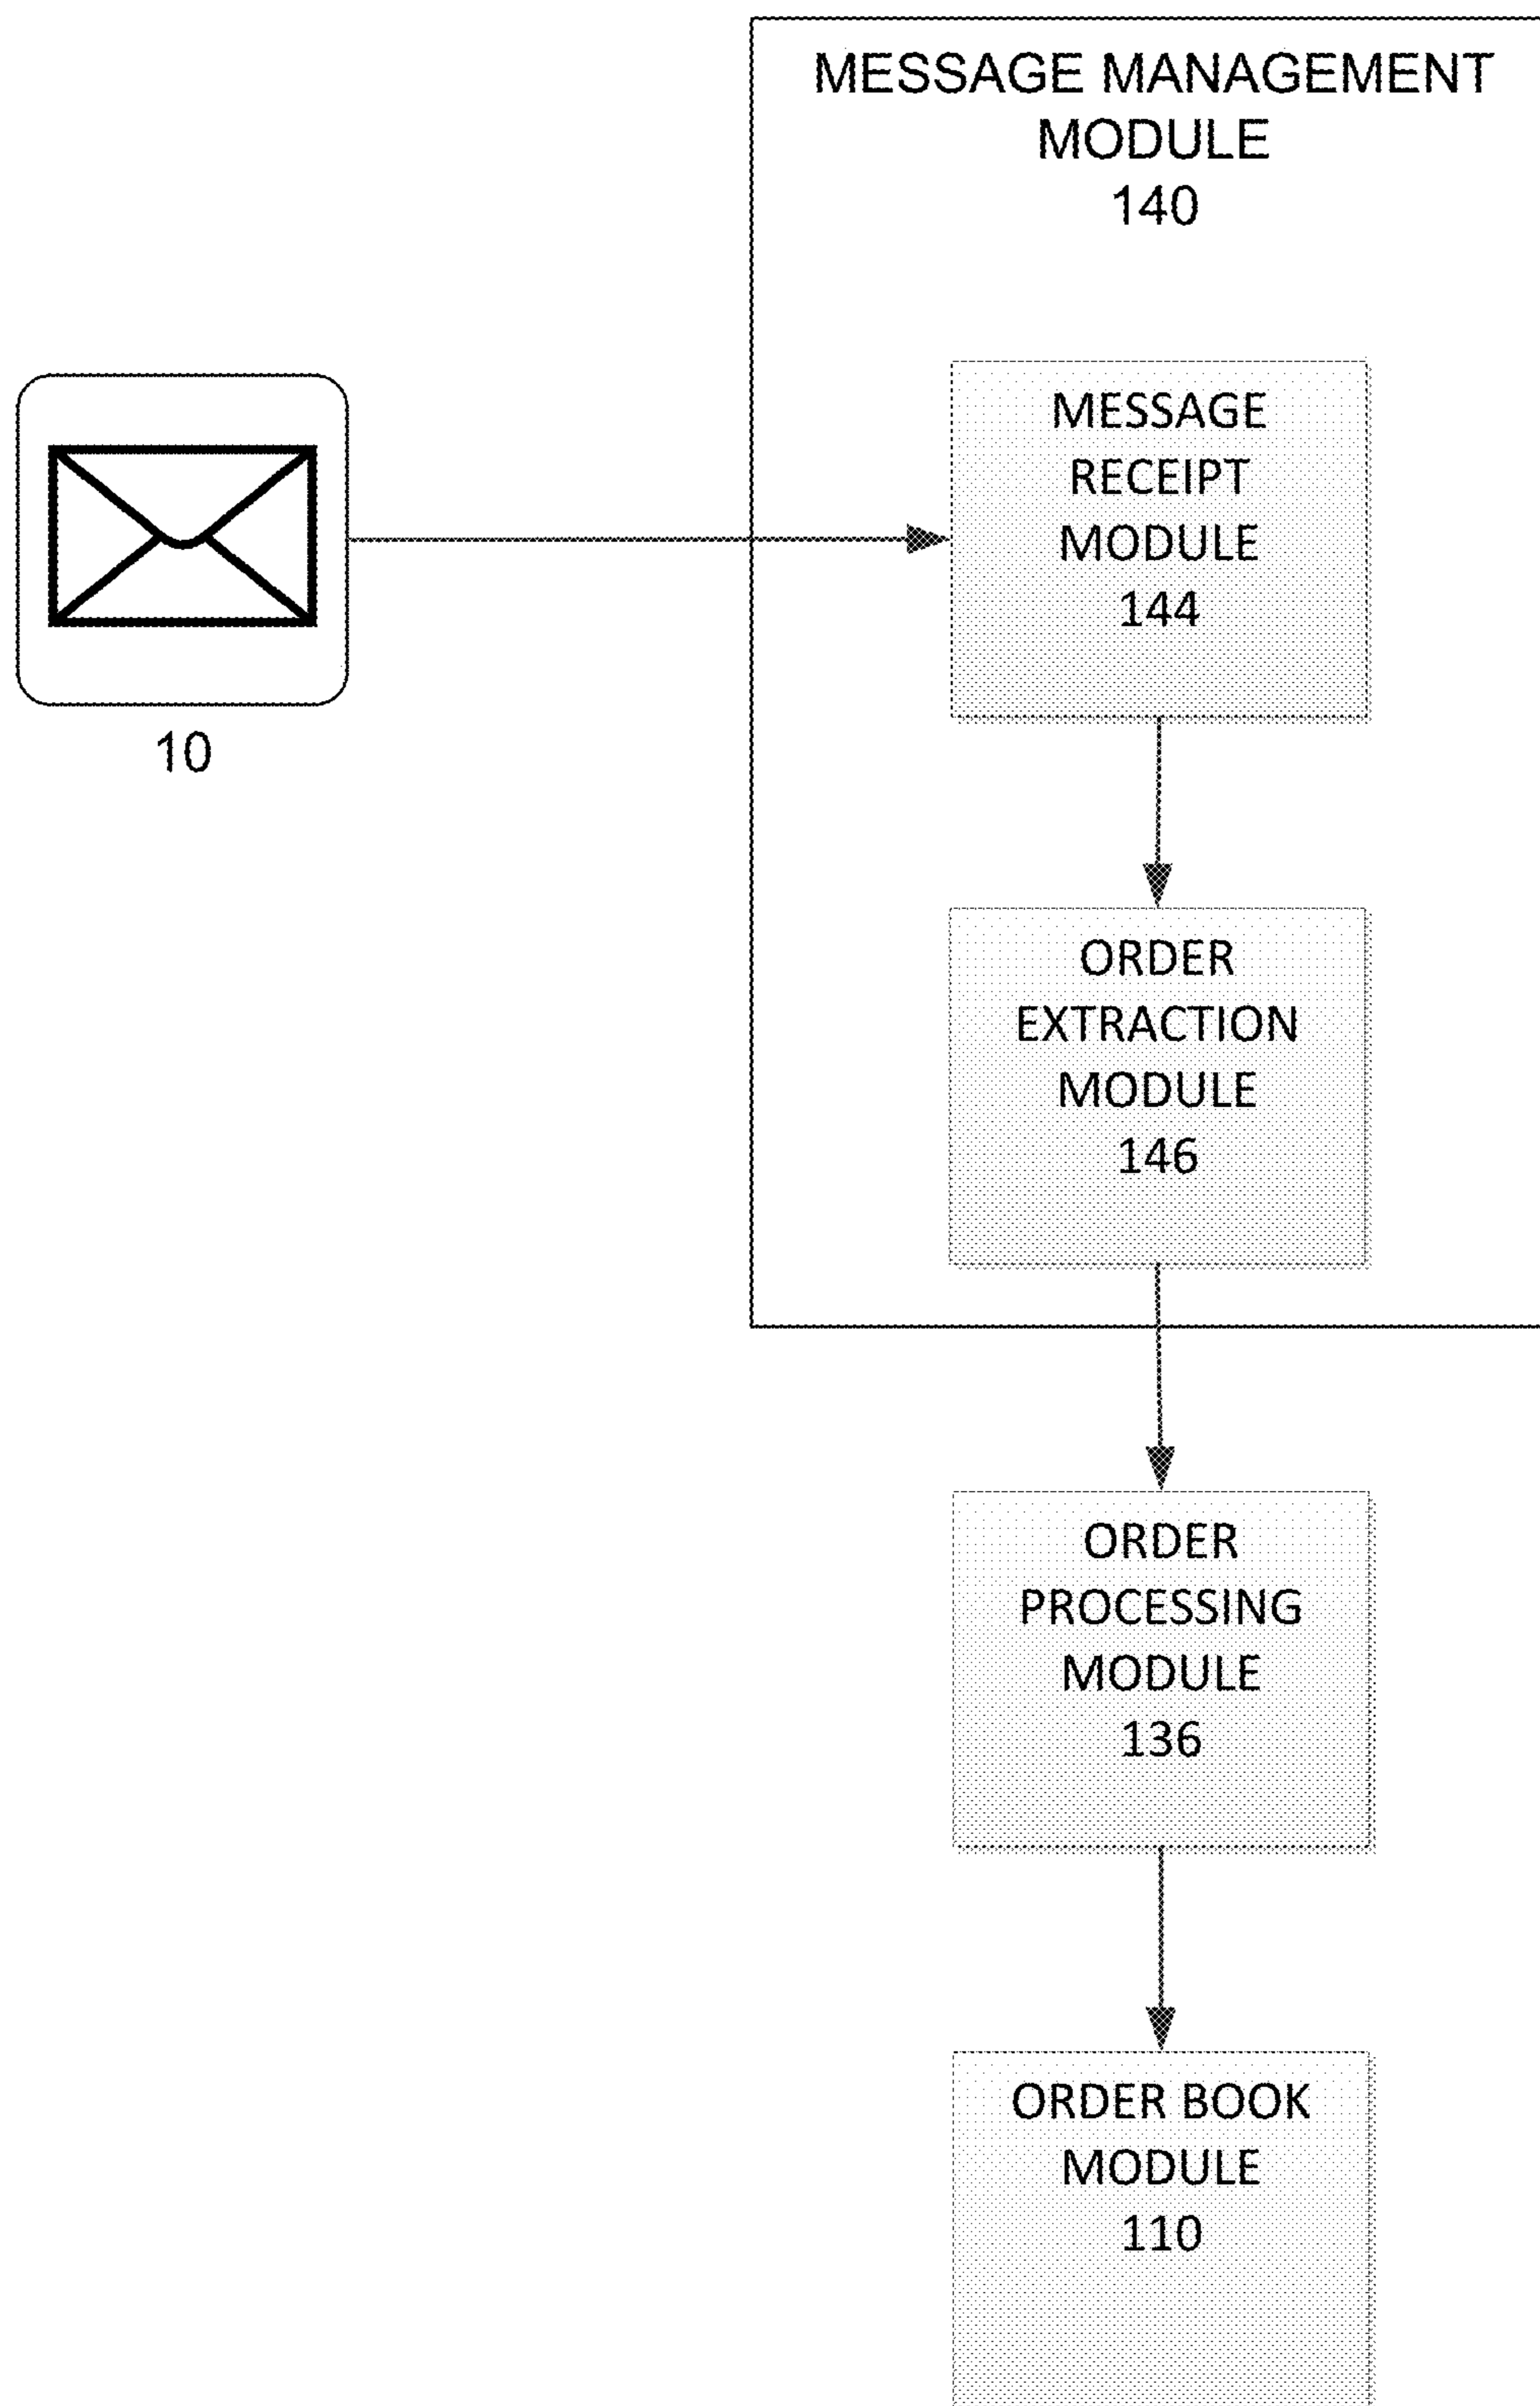 MESSAGE MANAGEMENT
MODULE
140
MESSAGE
RECEIPT
MODULE
144
10
ORDER
EXTRACTION
MODULE
146
ORDER
PROCESSING
MODULE
136
ORDER BOOK
MODULE
110